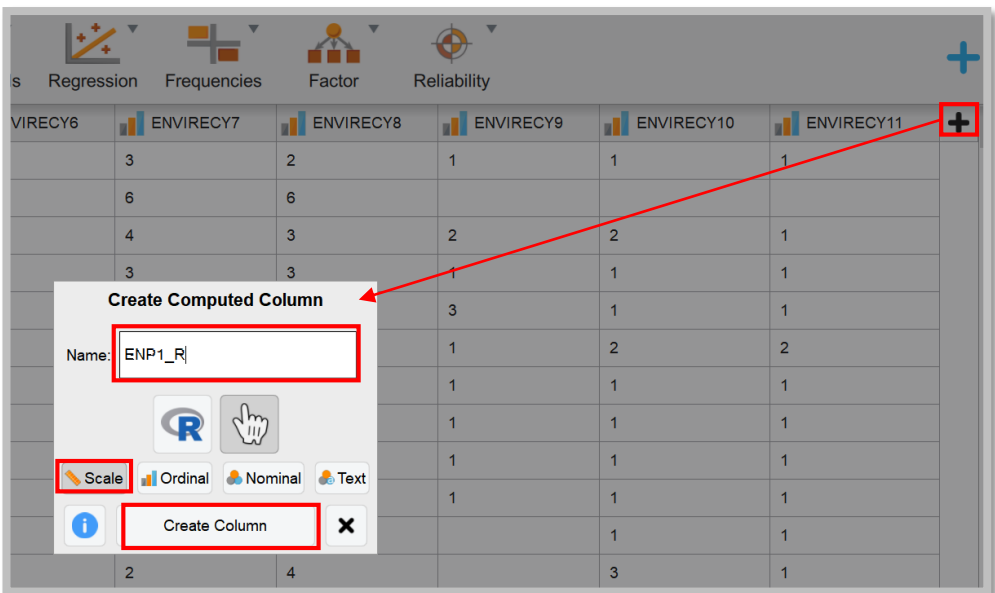 ls Regression Frequencies Factor Reliability
VIRECY6 ENVIRECY7 ENVIRECY8 ENVIRECY9 ENVIRECY10 ENVIRECY11
3 2 1 1 1
6 6
4 3 2 2 1
3 3 1 1 1
Create Computed Column
3 1 1
Name: ENP1_R
1 2 2
1 1 1
R
1 1 1
1 1 1
Scale Ordinal Nominal Text
1 1 1
i Create Column
1 1
2 4 3 1